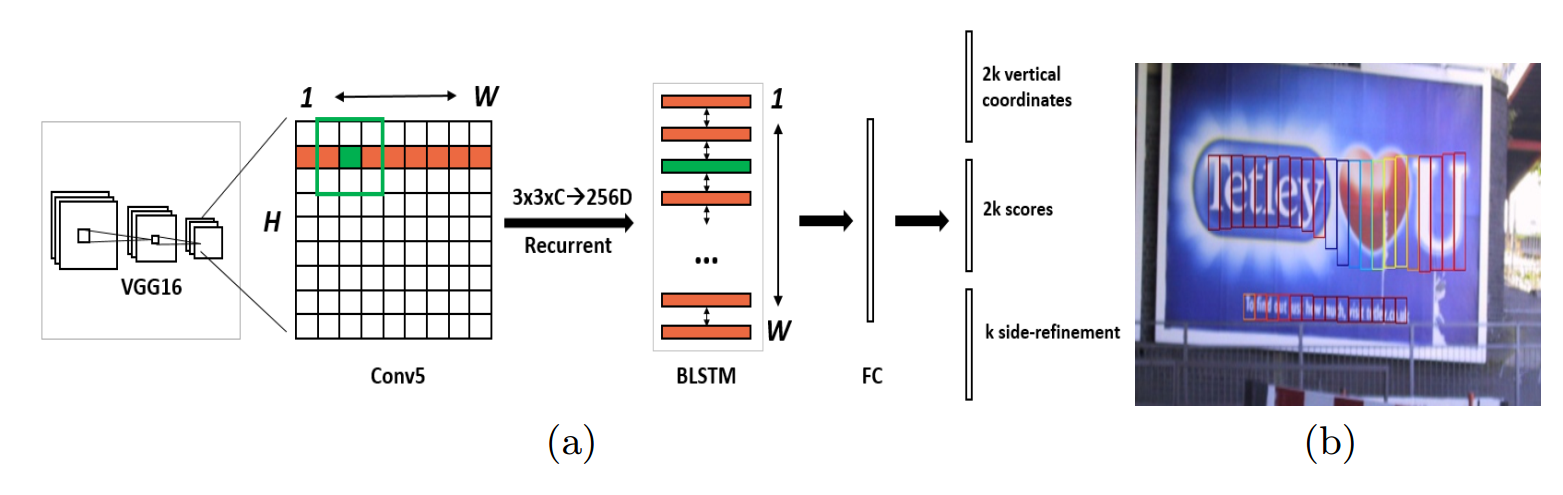 1 W
H
VGG16
Conv5
3x3xC→256D
Recurrent
1
...
W
BLSTM
FC
2k vertical
coordinates
2k scores
k side-refinement
Tetley U
(a)
(b)